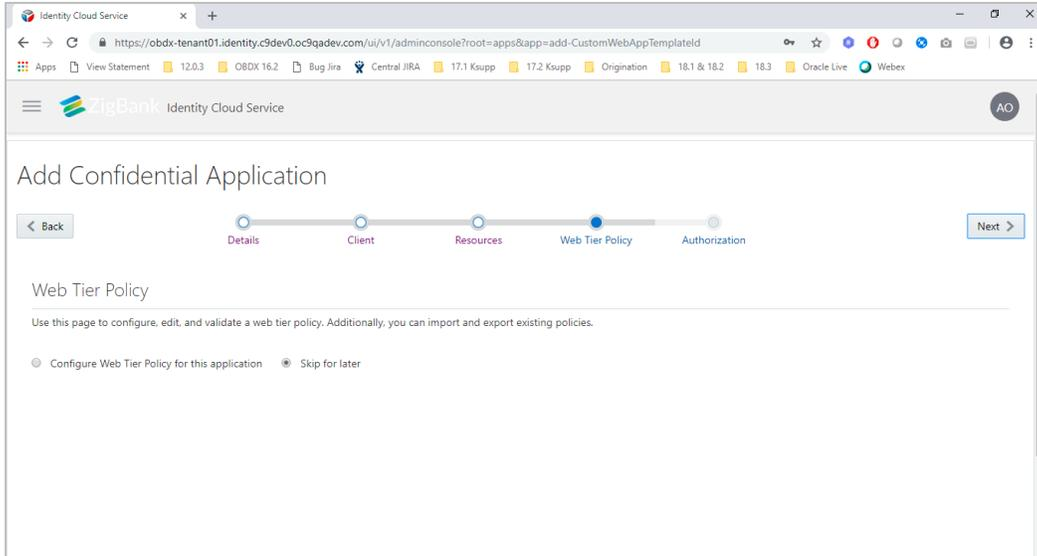 Identity Cloud Service
https://obdx-tenant01.identity.c9dev0.oc9qadev.com/ui/v1/adminconsole?root=apps&app=add-CustomWebAppTemplateId
Apps View Statement 12.0.3 OBDX 16.2 Bug Jira Central JIRA 17.1 Ksupp 17.2 Ksupp Origination 18.1 & 18.2 18.3 Oracle Live Webex
ZigBank Identity Cloud Service AO
Add Confidential Application
Back Next
Details Client Resources Web Tier Policy Authorization
Web Tier Policy
Use this page to configure, edit, and validate a web tier policy. Additionally, you can import and export existing policies.
Configure Web Tier Policy for this application Skip for later